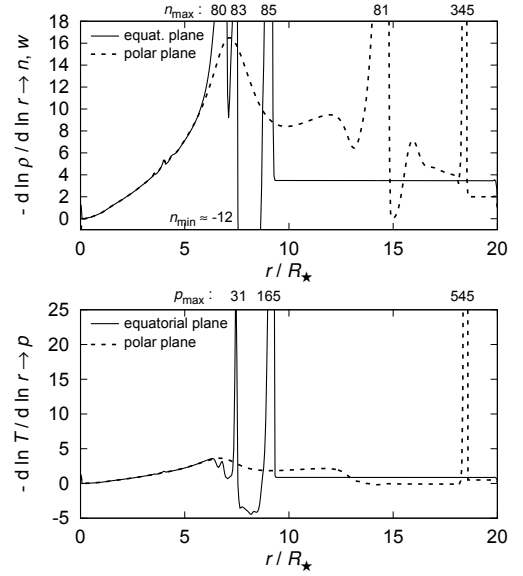 n_max : 80 83 85 81 345
18
16
14
12
10
8
6
4
2
0
equat. plane
polar plane
n_min ≈ -12
- d ln ρ / d ln r → n, w
0 5 10 15 20
r / R★
p_max : 31 165 545
25
20
15
10
5
0
-5
equatorial plane
polar plane
- d ln T / d ln r → p
0 5 10 15 20
r / R★